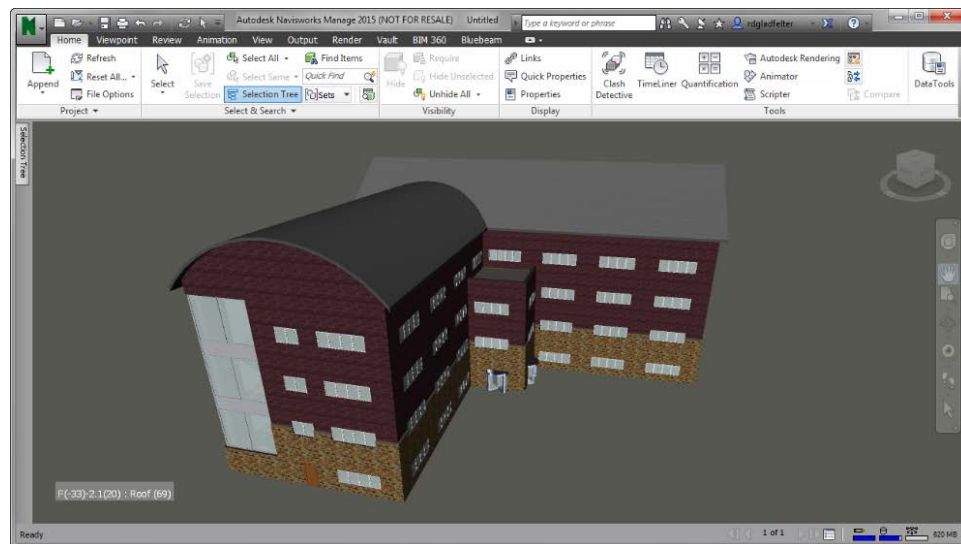 Autodesk Navisworks Manage 2015 (NOT FOR RESALE) Untitled
Type a keyword or phrase
rdgladfelter
Home Viewpoint Review Animation View Output Render Vault BIM 360 Bluebeam
Append
Refresh
Reset All...
File Options
Project
Select
Save Selection
Select All
Select Same
Selection Tree
Find Items
Quick Find
Sets
Select & Search
Hide
Require
Hide Unselected
Unhide All
Visibility
Links
Quick Properties
Properties
Display
Clash Detective
TimeLiner
Quantification
Autodesk Rendering
Animator
Scripter
Compare
Tools
DataTools
Selection Tree
F(-33)-2.1(20) : Roof (69)
Ready
1 of 1
620 MB